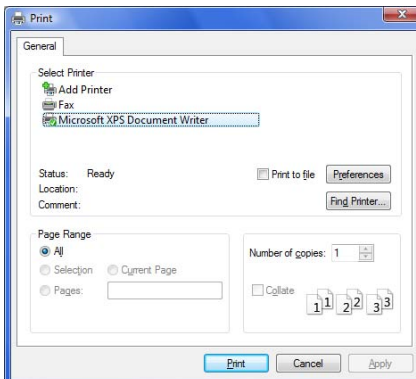 Print
General
Select Printer
Add Printer
Fax
Microsoft XPS Document Writer
Status: Ready
Location:
Comment:
Print to file
Preferences
Find Printer...
Page Range
All
Selection
Current Page
Pages:
Number of copies: 1
Collate
1 1 2 2 3 3
Print
Cancel
Apply